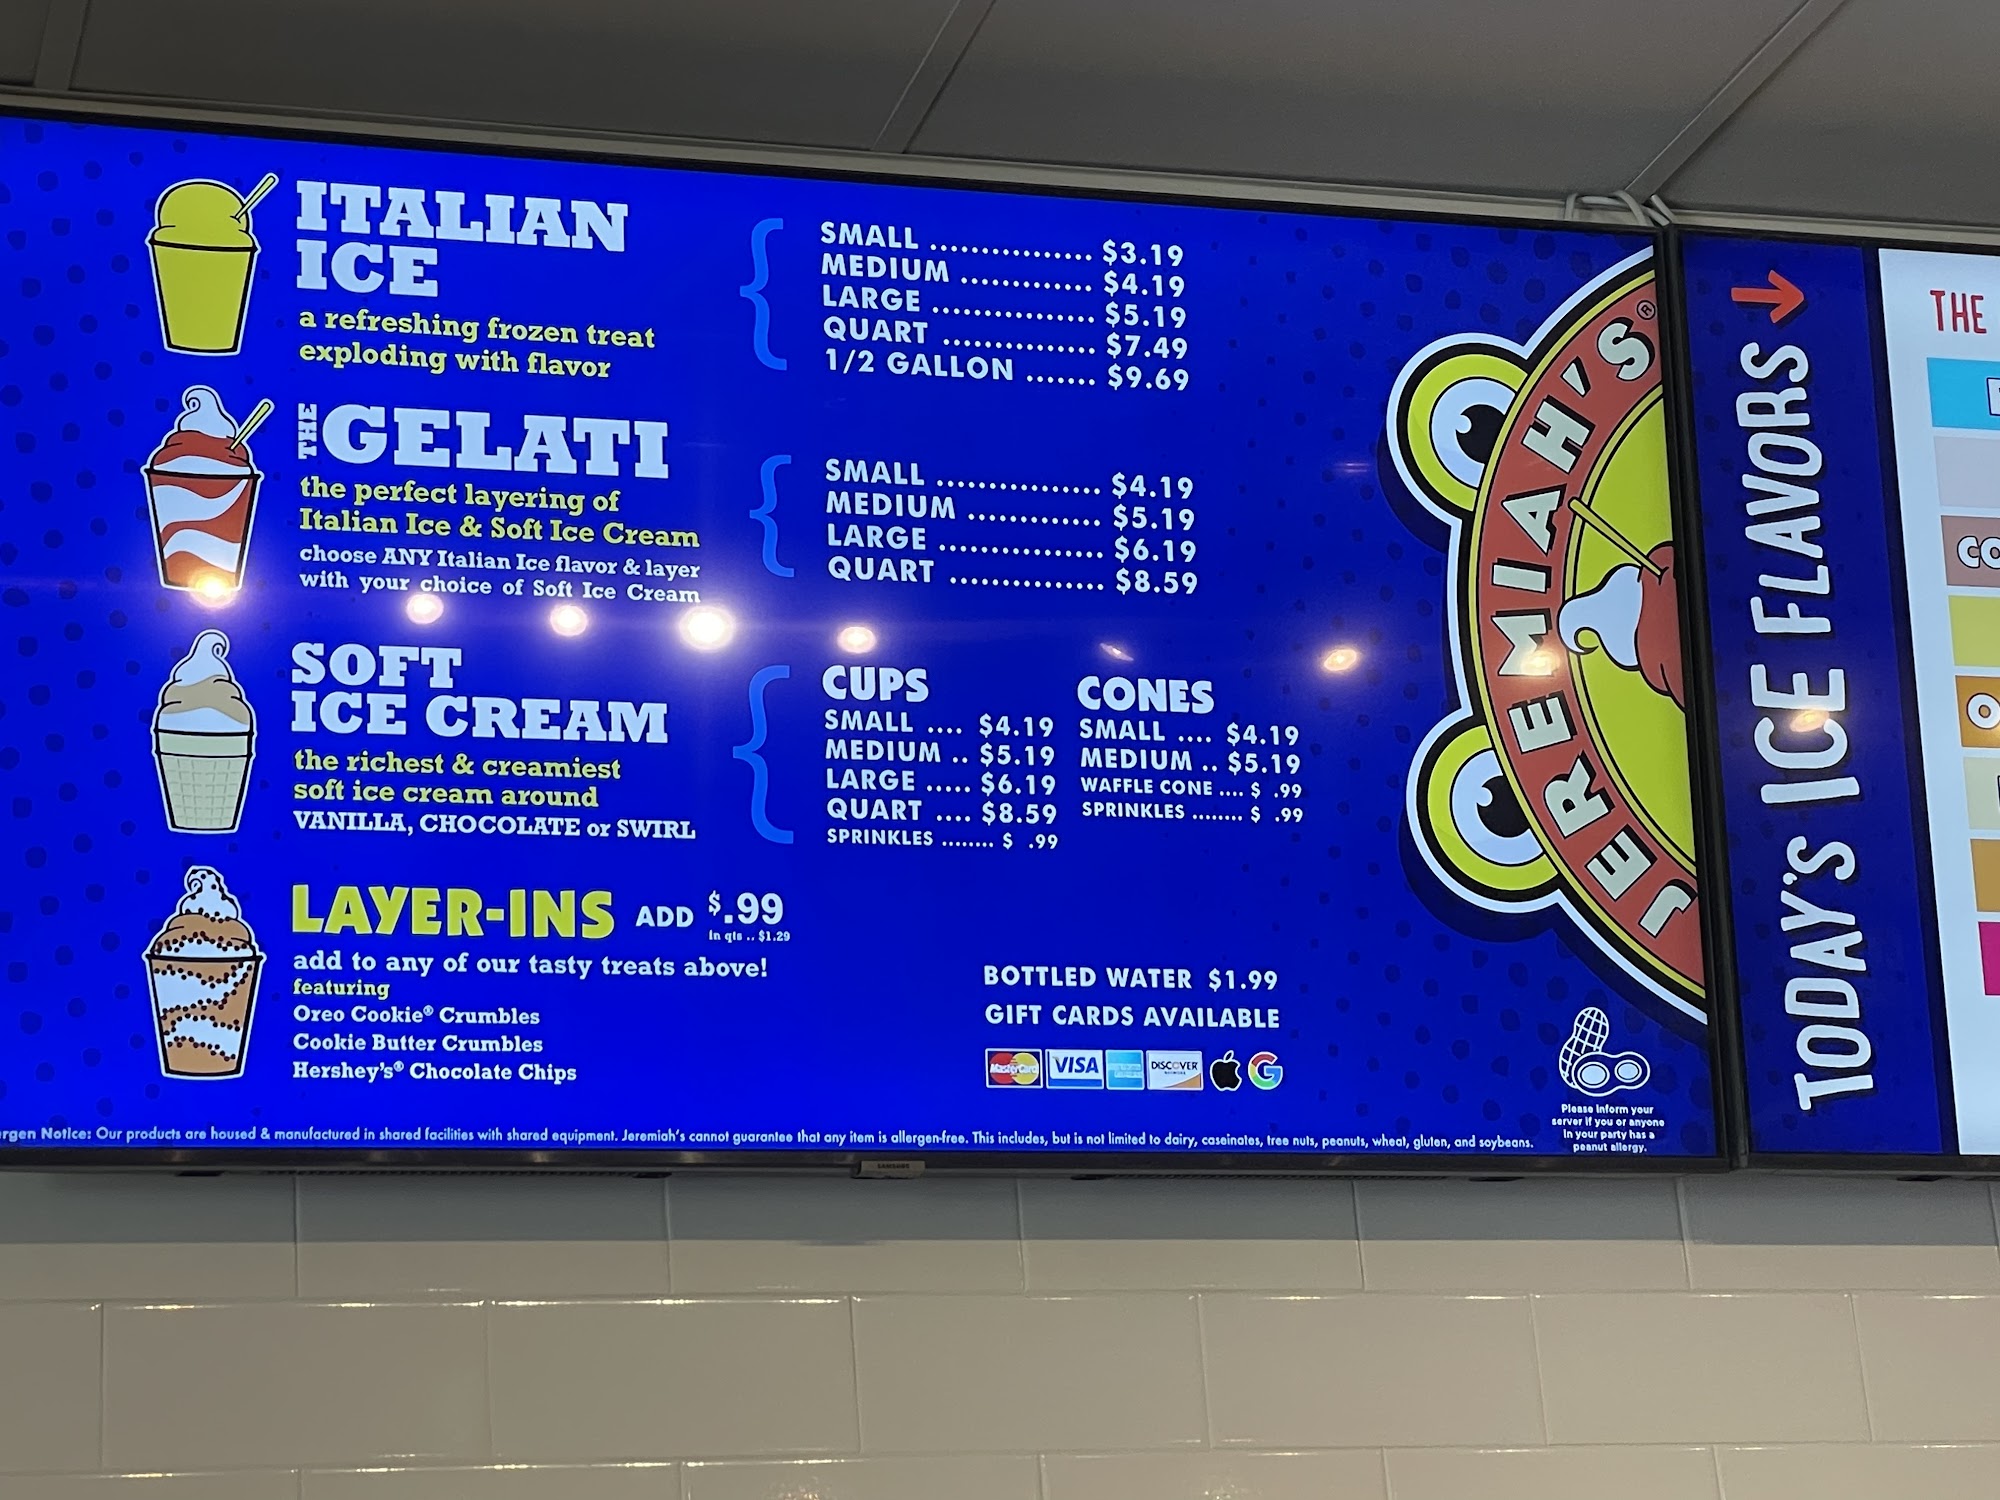 ITALIAN
ICE
a refreshing frozen treat
exploding with flavor
SMALL ................ $3.19
MEDIUM ............. $4.19
LARGE ................ $5.19
QUART ............... $7.49
1/2 GALLON ....... $9.69
THE GELATI
the perfect layering of
Italian Ice & Soft Ice Cream
choose ANY Italian Ice flavor & layer
with your choice of Soft Ice Cream
SMALL ................ $4.19
MEDIUM ............. $5.19
LARGE ................ $6.19
QUART ............... $8.59
SOFT
ICE CREAM
the richest & creamiest
soft ice cream around
VANILLA, CHOCOLATE or SWIRL
CUPS
SMALL .... $4.19
MEDIUM .. $5.19
LARGE ..... $6.19
QUART .... $8.59
SPRINKLES ........ $ .99
CONES
SMALL .... $4.19
MEDIUM .. $5.19
WAFFLE CONE .... $ .99
SPRINKLES ........ $ .99
LAYER-INS ADD $.99
In qts .. $1.29
add to any of our tasty treats above!
featuring
Oreo Cookie® Crumbles
Cookie Butter Crumbles
Hershey's® Chocolate Chips
BOTTLED WATER $1.99
GIFT CARDS AVAILABLE
MasterCard VISA DISCOVER
JEREMIAH'S®
Please inform your
server if you or anyone
in your party has a
peanut allergy.
rgen Notice: Our products are housed & manufactured in shared facilities with shared equipment. Jeremiah's cannot guarantee that any item is allergen-free. This includes, but is not limited to dairy, caseinates, tree nuts, peanuts, wheat, gluten, and soybeans.
SAMSUNG
TODAY'S ICE FLAVORS
THE
CO
O